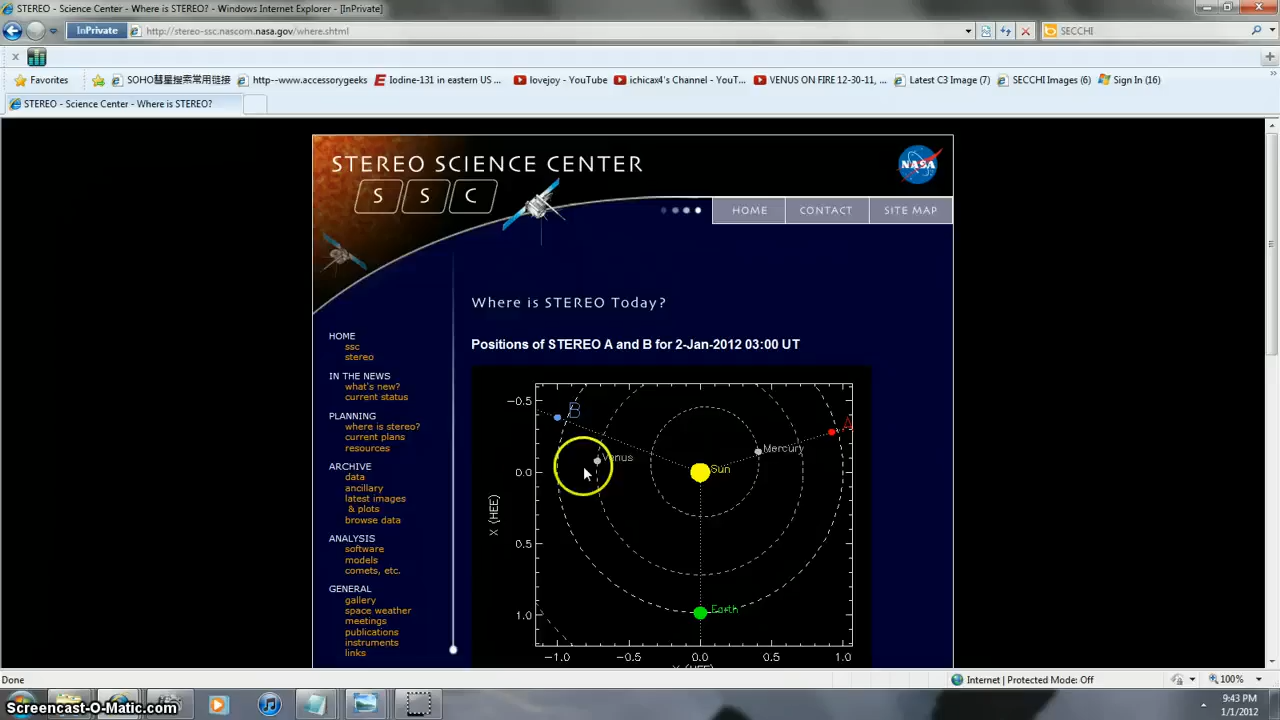 STEREO - Science Center - Where is STEREO? - Windows Internet Explorer - [InPrivate]
InPrivate http://stereo-ssc.nascom.nasa.gov/where.shtml SECCHI
Favorites SOHO彗星搜索常用链接 http--www.accessorygeeks Iodine-131 in eastern US ... lovejoy - YouTube ichicax4's Channel - YouT... VENUS ON FIRE 12-30-11, ... Latest C3 Image (7) SECCHI Images (6) Sign In (16)
STEREO - Science Center - Where is STEREO?
STEREO SCIENCE CENTER
NASA
S S C
HOME CONTACT SITE MAP
Where is STEREO Today?
Positions of STEREO A and B for 2-Jan-2012 03:00 UT
HOME
ssc
stereo
IN THE NEWS
what's new?
current status
PLANNING
where is stereo?
current plans
resources
ARCHIVE
data
ancillary
latest images
& plots
browse data
ANALYSIS
software
models
comets, etc.
GENERAL
gallery
space weather
meetings
publications
instruments
links
-0.5
0.0
0.5
1.0
X (HEE)
B
A
Venus
Mercury
Sun
Earth
-1.0 -0.5 0.0 0.5 1.0
Y (HEE)
Done Internet | Protected Mode: Off 100%
Screencast-O-Matic.com
9:43 PM
1/1/2012